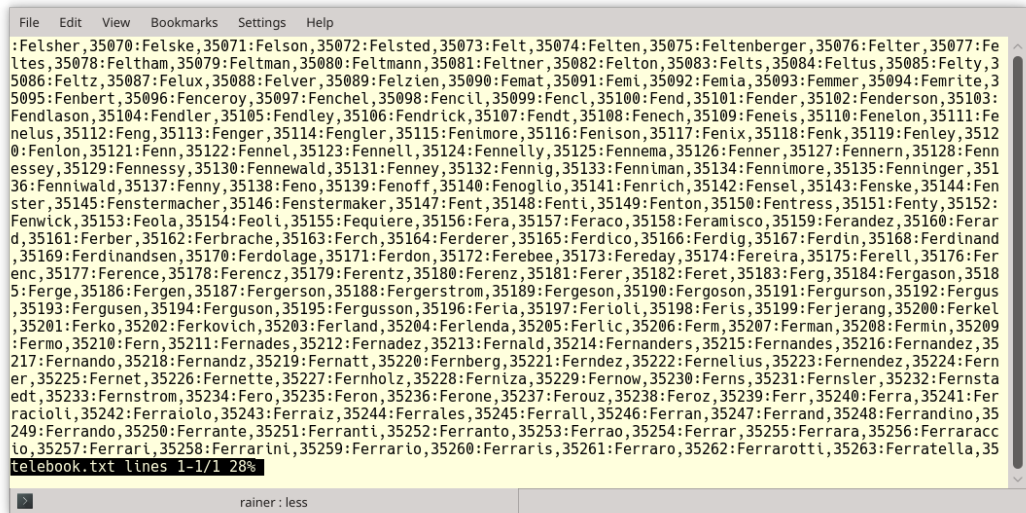 File Edit View Bookmarks Settings Help
:Felsher,35070:Felske,35071:Felson,35072:Felsted,35073:Felt,35074:Felten,35075:Feltenberger,35076:Felter,35077:Fe
ltes,35078:Feltham,35079:Feltman,35080:Feltmann,35081:Feltner,35082:Felton,35083:Felts,35084:Feltus,35085:Felty,3
5086:Feltz,35087:Felux,35088:Felver,35089:Felzien,35090:Femat,35091:Femi,35092:Femia,35093:Femmer,35094:Femrite,3
5095:Fenbert,35096:Fenceroy,35097:Fenchel,35098:Fencil,35099:Fencl,35100:Fend,35101:Fender,35102:Fenderson,35103:
Fendlason,35104:Fendler,35105:Fendley,35106:Fendrick,35107:Fendt,35108:Fenech,35109:Feneis,35110:Fenelon,35111:Fe
nelus,35112:Feng,35113:Fenger,35114:Fengler,35115:Fenimore,35116:Fenison,35117:Fenix,35118:Fenk,35119:Fenley,3512
0:Fenlon,35121:Fenn,35122:Fennel,35123:Fennell,35124:Fennelly,35125:Fennema,35126:Fenner,35127:Fennern,35128:Fenn
essey,35129:Fennessy,35130:Fennewald,35131:Fenney,35132:Fennig,35133:Fenniman,35134:Fennimore,35135:Fenninger,351
36:Fenniwald,35137:Fenny,35138:Feno,35139:Fenoff,35140:Fenoglio,35141:Fenrich,35142:Fensel,35143:Fenske,35144:Fen
ster,35145:Fenstermacher,35146:Fenstermaker,35147:Fent,35148:Fenti,35149:Fenton,35150:Fentress,35151:Fenty,35152:
Fenwick,35153:Feola,35154:Feoli,35155:Fequiere,35156:Fera,35157:Feraco,35158:Feramisco,35159:Ferandez,35160:Ferar
d,35161:Ferber,35162:Ferbrache,35163:Ferch,35164:Ferderer,35165:Ferdico,35166:Ferdig,35167:Ferdin,35168:Ferdinand
,35169:Ferdinandsen,35170:Ferdolage,35171:Ferdon,35172:Ferebee,35173:Fereday,35174:Fereira,35175:Ferell,35176:Fer
enc,35177:Ference,35178:Ferencz,35179:Ferentz,35180:Ferenz,35181:Ferer,35182:Feret,35183:Ferg,35184:Fergason,3518
5:Ferge,35186:Fergen,35187:Fergerson,35188:Fergerstrom,35189:Fergeson,35190:Fergoson,35191:Fergurson,35192:Fergus
,35193:Fergusen,35194:Ferguson,35195:Fergusson,35196:Feria,35197:Ferioli,35198:Feris,35199:Ferjerang,35200:Ferkel
,35201:Ferko,35202:Ferkovich,35203:Ferland,35204:Ferlenda,35205:Ferlic,35206:Ferm,35207:Ferman,35208:Fermin,35209
:Fermo,35210:Fern,35211:Fernades,35212:Fernadez,35213:Fernald,35214:Fernanders,35215:Fernandes,35216:Fernandez,35
217:Fernando,35218:Fernandz,35219:Fernatt,35220:Fernberg,35221:Ferndez,35222:Fernelius,35223:Fernendez,35224:Fern
er,35225:Fernet,35226:Fernette,35227:Fernholz,35228:Ferniza,35229:Fernow,35230:Ferns,35231:Fernsler,35232:Fernsta
edt,35233:Fernstrom,35234:Fero,35235:Feron,35236:Ferone,35237:Ferouz,35238:Feroz,35239:Ferr,35240:Ferra,35241:Fer
racioli,35242:Ferraiolo,35243:Ferraiz,35244:Ferrales,35245:Ferrall,35246:Ferran,35247:Ferrand,35248:Ferrandino,35
249:Ferrando,35250:Ferrante,35251:Ferranti,35252:Ferranto,35253:Ferrao,35254:Ferrar,35255:Ferrara,35256:Ferraracc
io,35257:Ferrari,35258:Ferrarini,35259:Ferrario,35260:Ferraris,35261:Ferraro,35262:Ferrarotti,35263:Ferratella,35
telebook.txt lines 1-1/1 28%
rainer : less